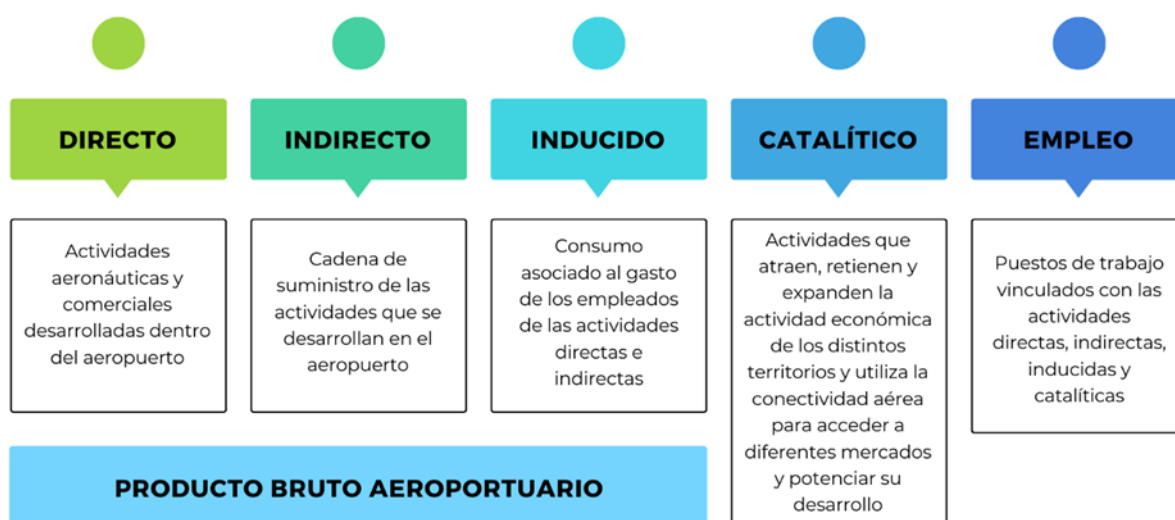 DIRECTO
INDIRECTO
INDUCIDO
CATALÍTICO
EMPLEO
Actividades
aeronáuticas y
comerciales
desarrolladas dentro
del aeropuerto
Cadena de
suministro de las
actividades que se
desarrollan en el
aeropuerto
Consumo
asociado al gasto
de los empleados
de las actividades
directas e
indirectas
Actividades que
atraen, retienen y
expanden la
actividad económica
de los distintos
territorios y utiliza la
conectividad aérea
para acceder a
diferentes mercados
y potenciar su
desarrollo
Puestos de trabajo
vinculados con las
actividades
directas, indirectas,
inducidas y
catalíticas
PRODUCTO BRUTO AEROPORTUARIO